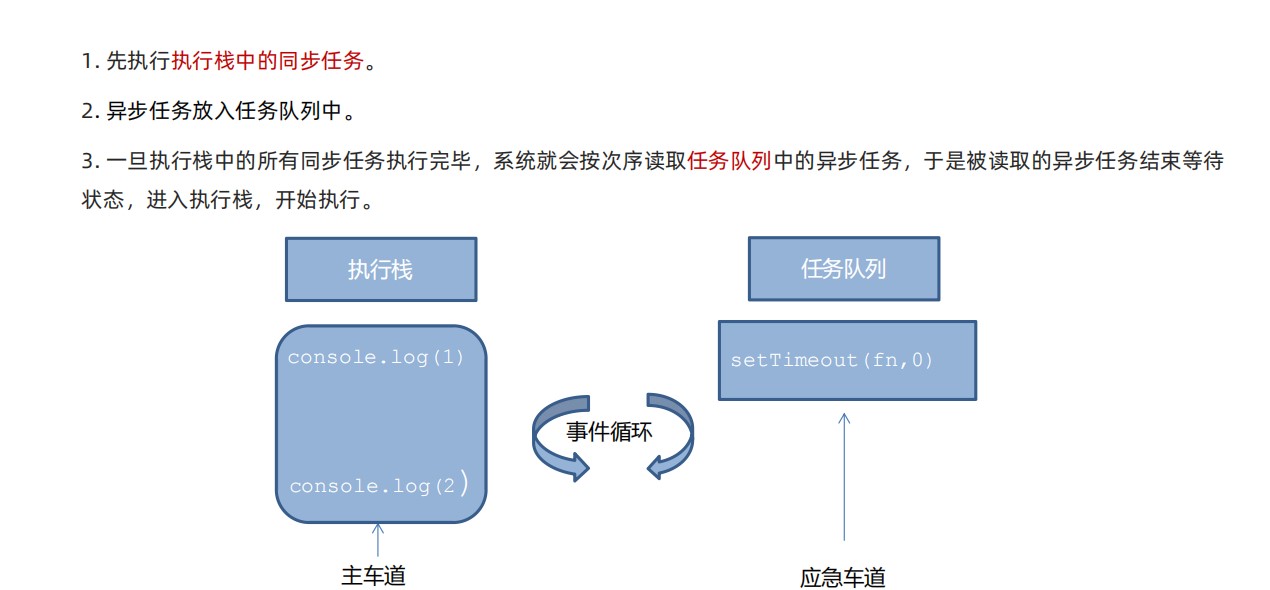 1. 先执行执行栈中的同步任务。
2. 异步任务放入任务队列中。
3. 一旦执行栈中的所有同步任务执行完毕，系统就会按次序读取任务队列中的异步任务，于是被读取的异步任务结束等待
状态，进入执行栈，开始执行。
执行栈
任务队列
console.log(1)
setTimeout(fn,0)
事件循环
console.log(2)
主车道
应急车道